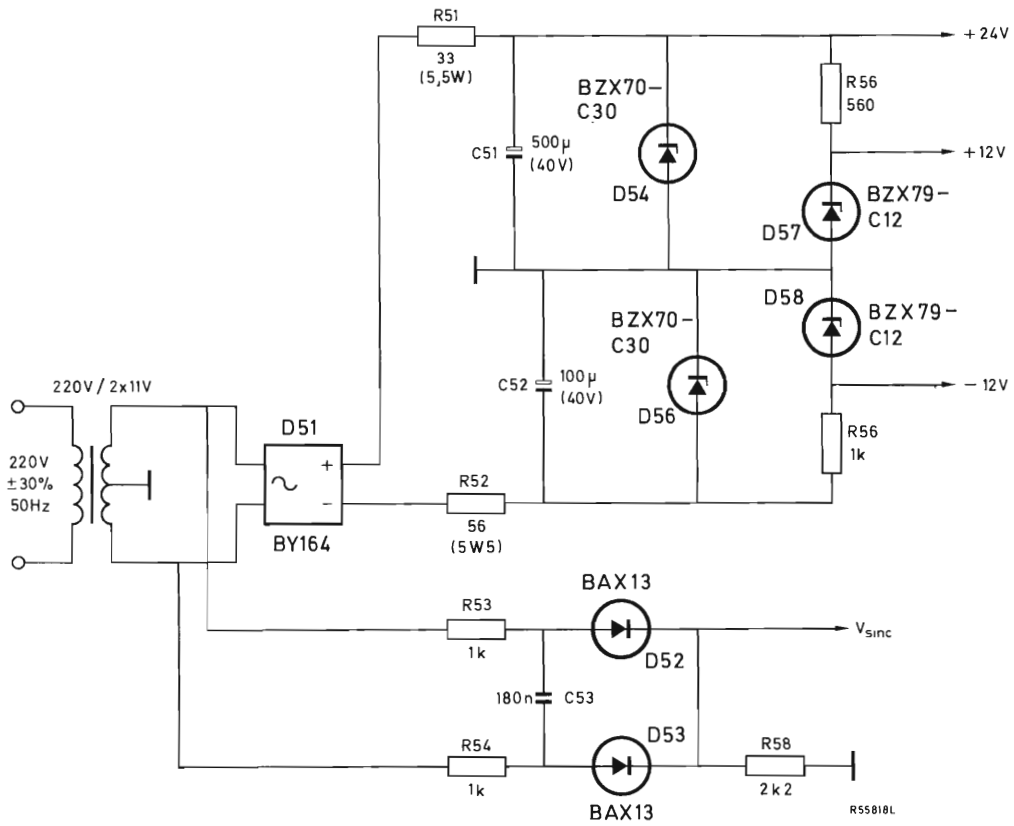 R51
33
(5,5W)
+24V
R56
560
BZX70-
C30
D54
C51
500µ
(40V)
+12V
BZX79-
C12
D57
D58
BZX79-
C12
BZX70-
C30
D56
C52
100µ
(40V)
-12V
R56
1k
220V / 2x11V
220V
±30%
50Hz
D51
+
-
BY164
R52
56
(5W5)
BAX13
R53
1k
D52
Vsinc
180n
C53
R54
1k
D53
BAX13
R58
2k2
R55818L